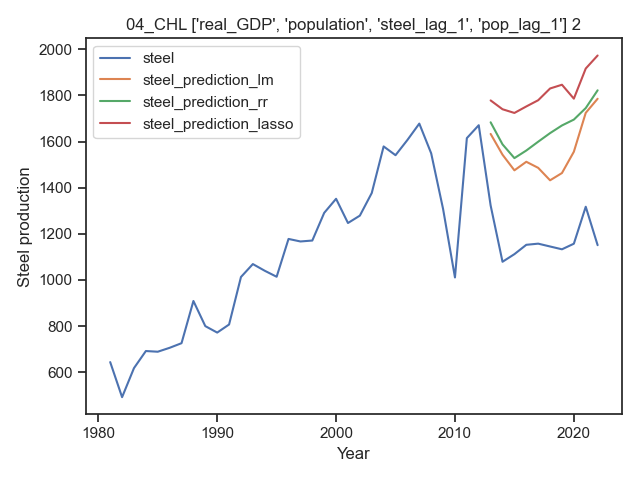 04_CHL ['real_GDP', 'population', 'steel_lag_1', 'pop_lag_1'] 2
steel
steel_prediction_lm
steel_prediction_rr
steel_prediction_lasso
Steel production
2000
1800
1600
1400
1200
1000
800
600
1980
1990
2000
2010
2020
Year